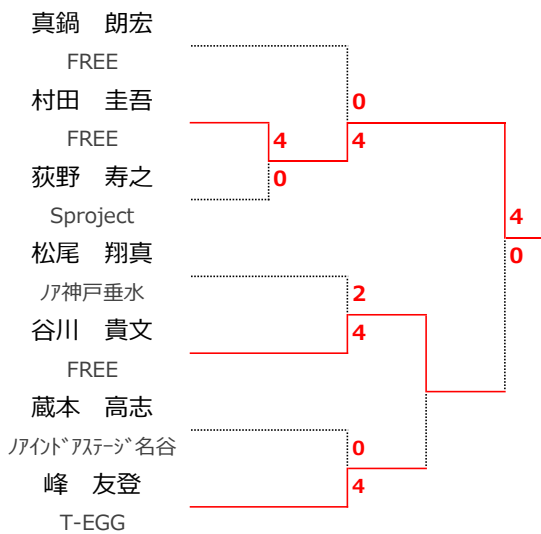 真鍋　朗宏
FREE
0
村田　圭吾
4
FREE
4
0
荻野　寿之
Sproject
4
松尾　翔真
0
ﾉｱ神戸垂水
2
谷川　貴文
4
FREE
蔵本　高志
ﾉｱｲﾝﾄﾞｱｽﾃｰｼﾞ名谷
0
峰　友登
4
T-EGG